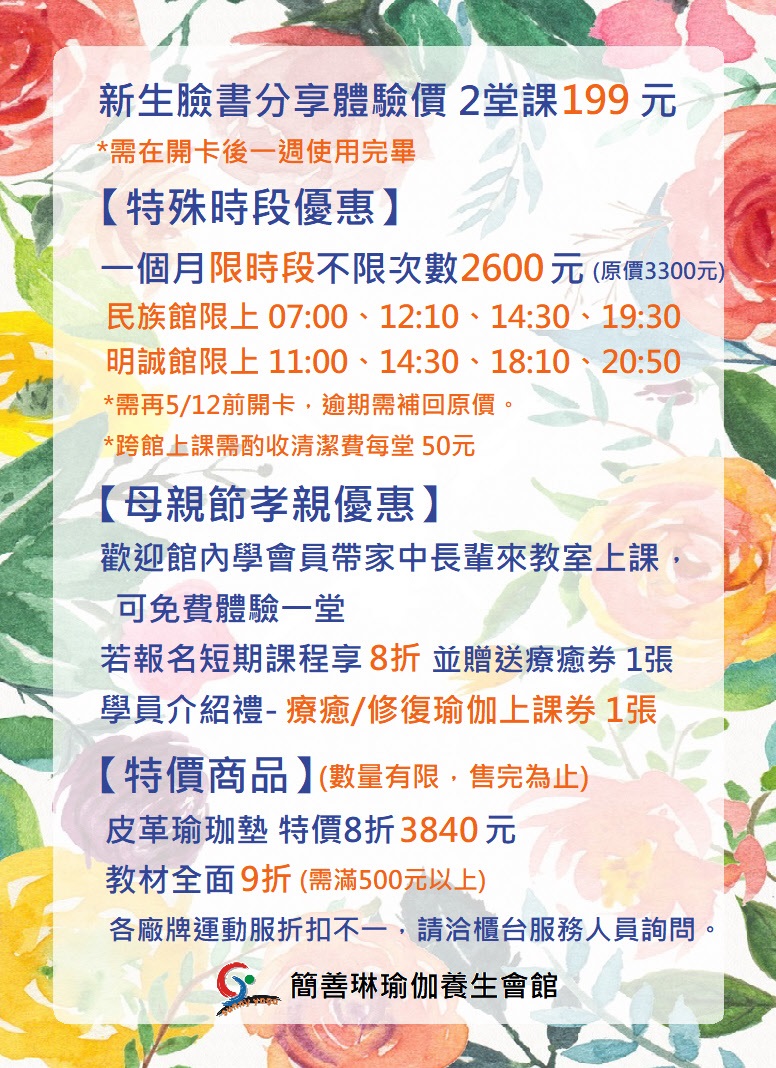 新生臉書分享體驗價 2堂課199 元
*需在開卡後一週使用完畢
【特殊時段優惠】
一個月限時段不限次數2600 元 (原價3300元)
民族館限上 07:00、12:10、14:30、19:30
明誠館限上 11:00、14:30、18:10、20:50
*需再5/12前開卡，逾期需補回原價。
*跨館上課需酌收清潔費每堂 50元
【母親節孝親優惠】
歡迎館內學會員帶家中長輩來教室上課，
可免費體驗一堂
若報名短期課程享 8折 並贈送療癒券 1張
學員介紹禮- 療癒/修復瑜伽上課券 1張
【特價商品】(數量有限，售完為止)
皮革瑜珈墊 特價8折 3840 元
教材全面 9折 (需滿500元以上)
各廠牌運動服折扣不一，請洽櫃台服務人員詢問。
簡善琳瑜伽養生會館